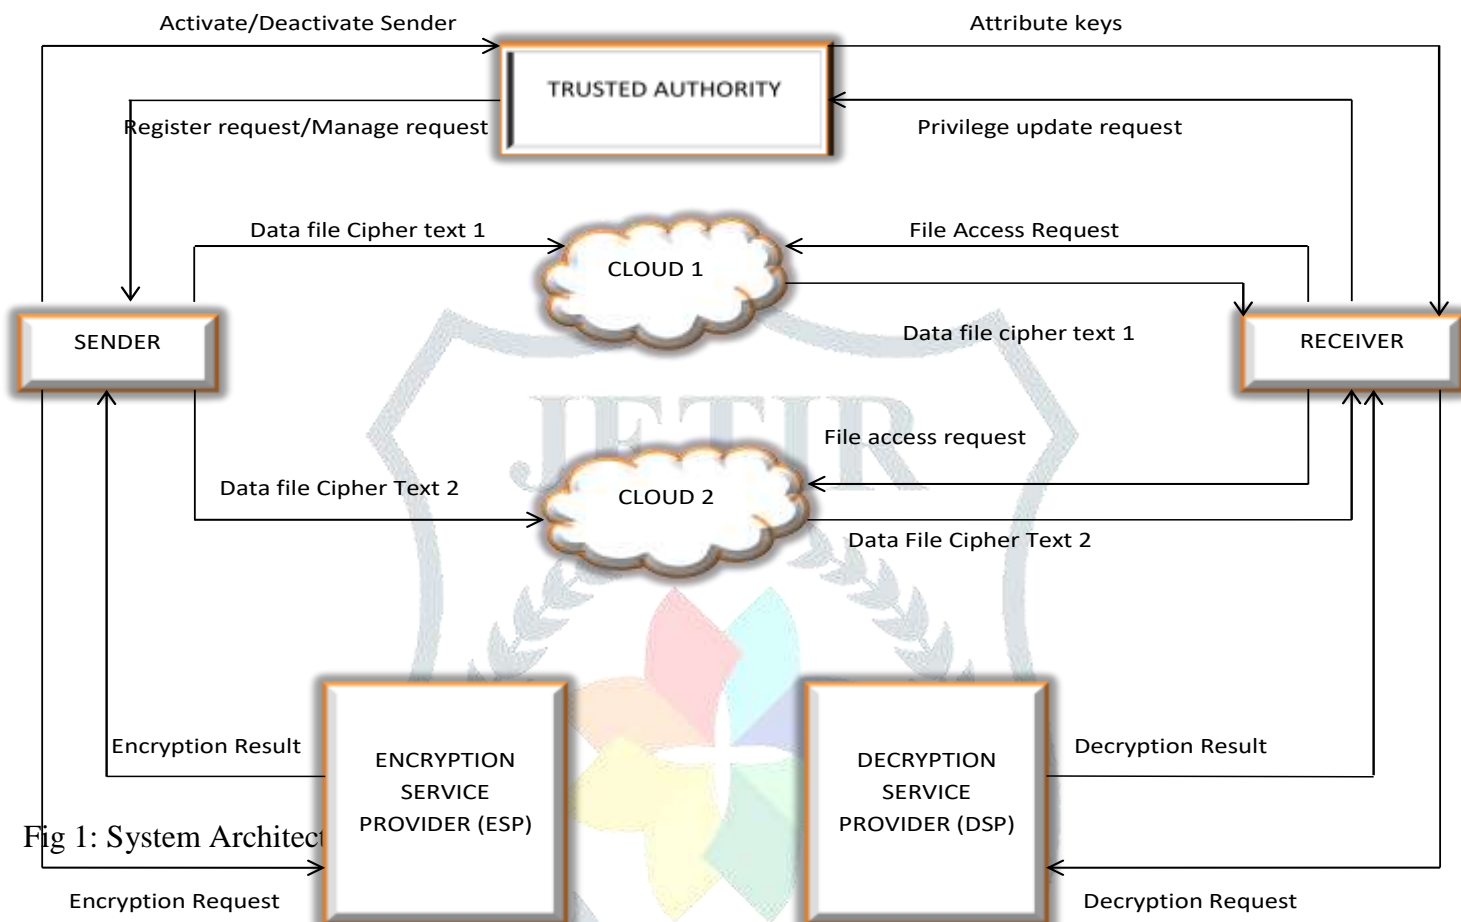 Activate/Deactivate Sender
Attribute keys
TRUSTED AUTHORITY
Register request/Manage request
Privilege update request
Data file Cipher text 1
File Access Request
CLOUD 1
SENDER
Data file cipher text 1
RECEIVER
JETIR
File access request
Data file Cipher Text 2
CLOUD 2
Data File Cipher Text 2
Encryption Result
Decryption Result
ENCRYPTION
SERVICE
PROVIDER (ESP)
DECRYPTION
SERVICE
PROVIDER (DSP)
Fig 1: System Architect
Encryption Request
Decryption Request